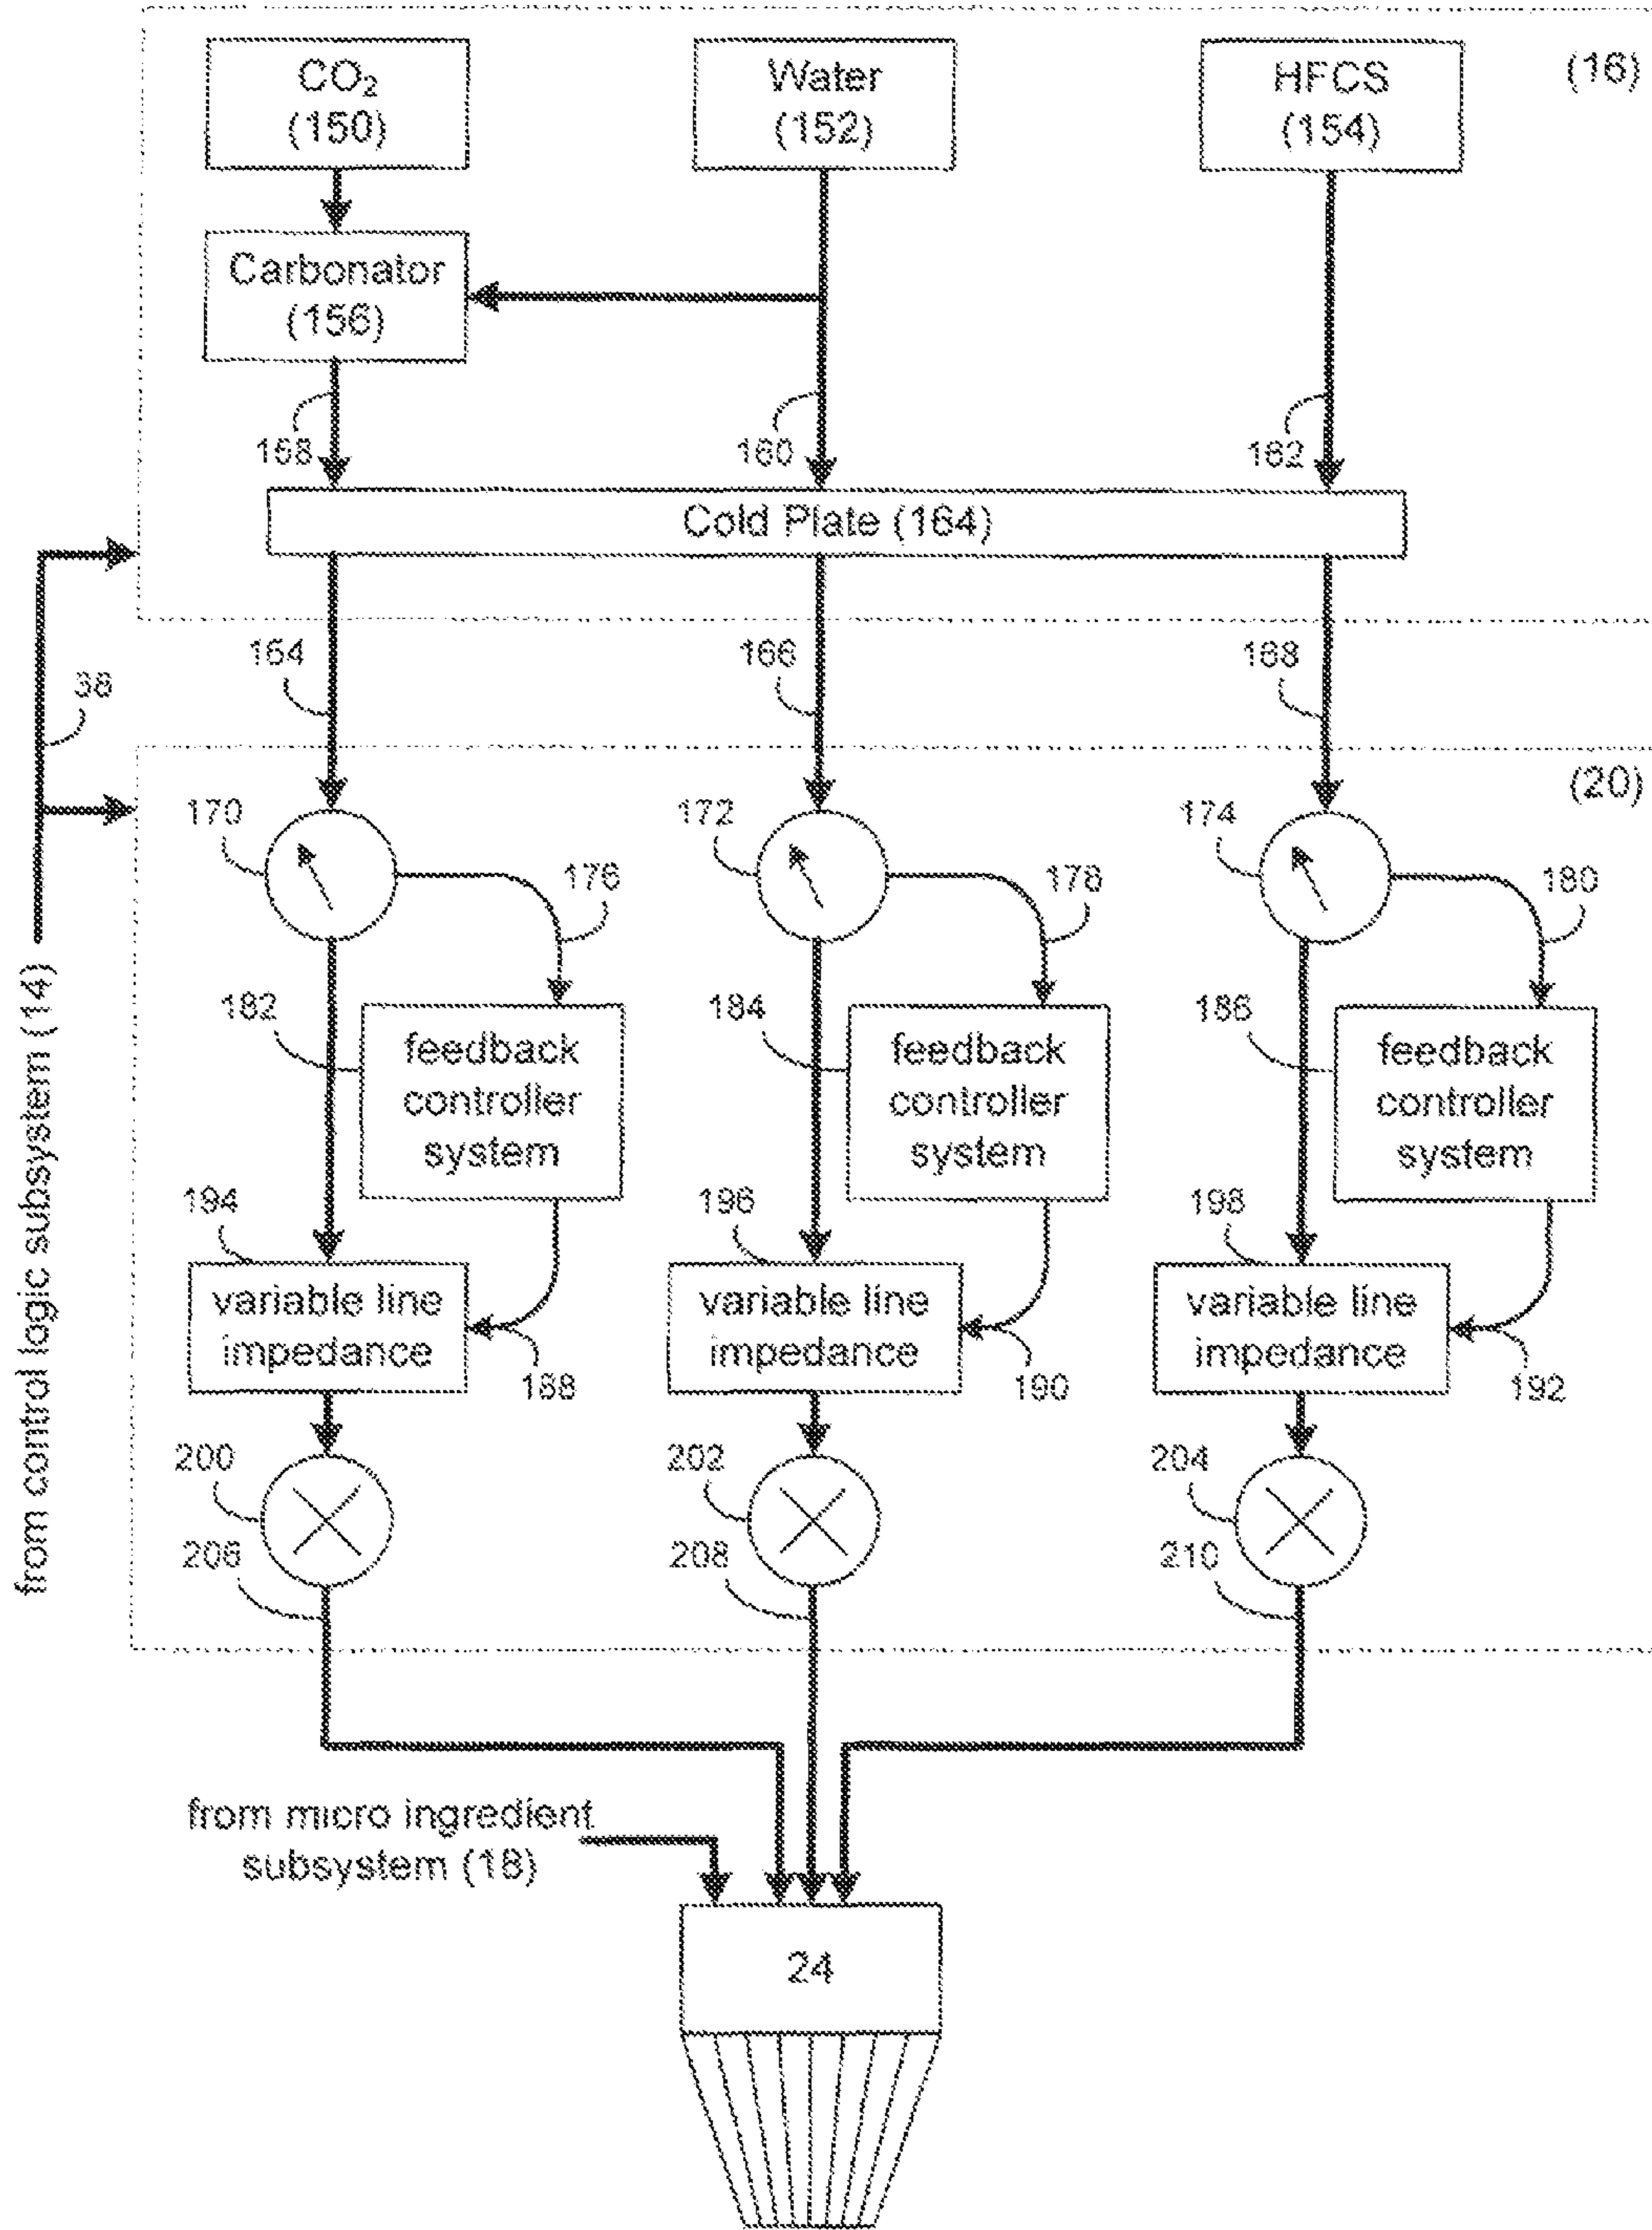 CO₂
(150)
Water
(152)
HFCS
(154)
(16)
Carbonator
(156)
158
160
162
Cold Plate (164)
164
166
168
38
(20)
170
172
174
176
178
180
182
184
186
feedback
controller
system
feedback
controller
system
feedback
controller
system
194
196
198
variable line
impedance
variable line
impedance
variable line
impedance
188
190
192
200
202
204
206
208
210
from control logic subsystem (14)
from micro ingredient
subsystem (18)
24